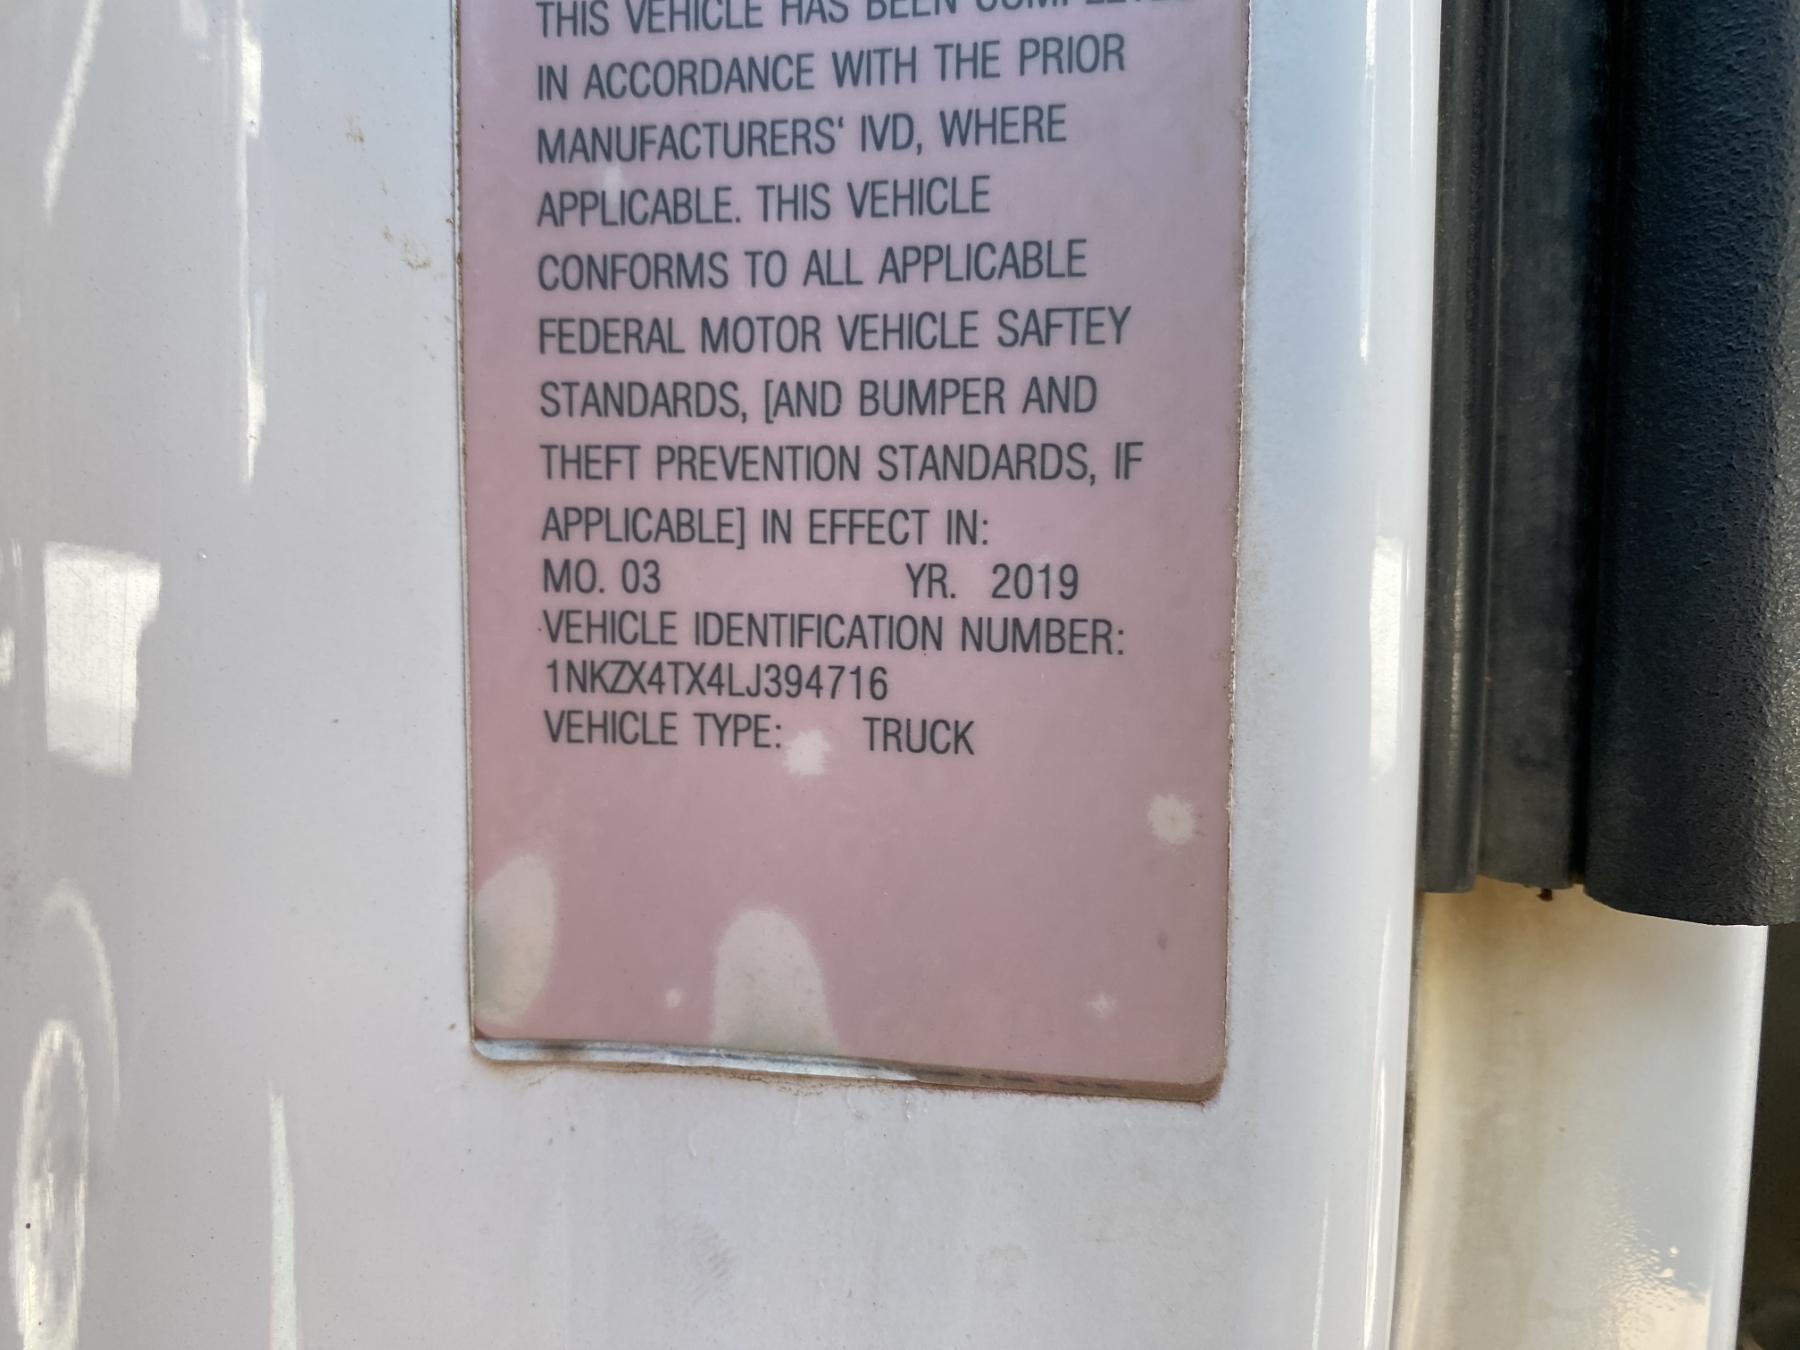 THIS VEHICLE HAS BEEN COMPLETED
IN ACCORDANCE WITH THE PRIOR
MANUFACTURERS‘ IVD, WHERE
APPLICABLE. THIS VEHICLE
CONFORMS TO ALL APPLICABLE
FEDERAL MOTOR VEHICLE SAFTEY
STANDARDS, [AND BUMPER AND
THEFT PREVENTION STANDARDS, IF
APPLICABLE] IN EFFECT IN:
MO. 03 YR. 2019
VEHICLE IDENTIFICATION NUMBER:
1NKZX4TX4LJ394716
VEHICLE TYPE: TRUCK